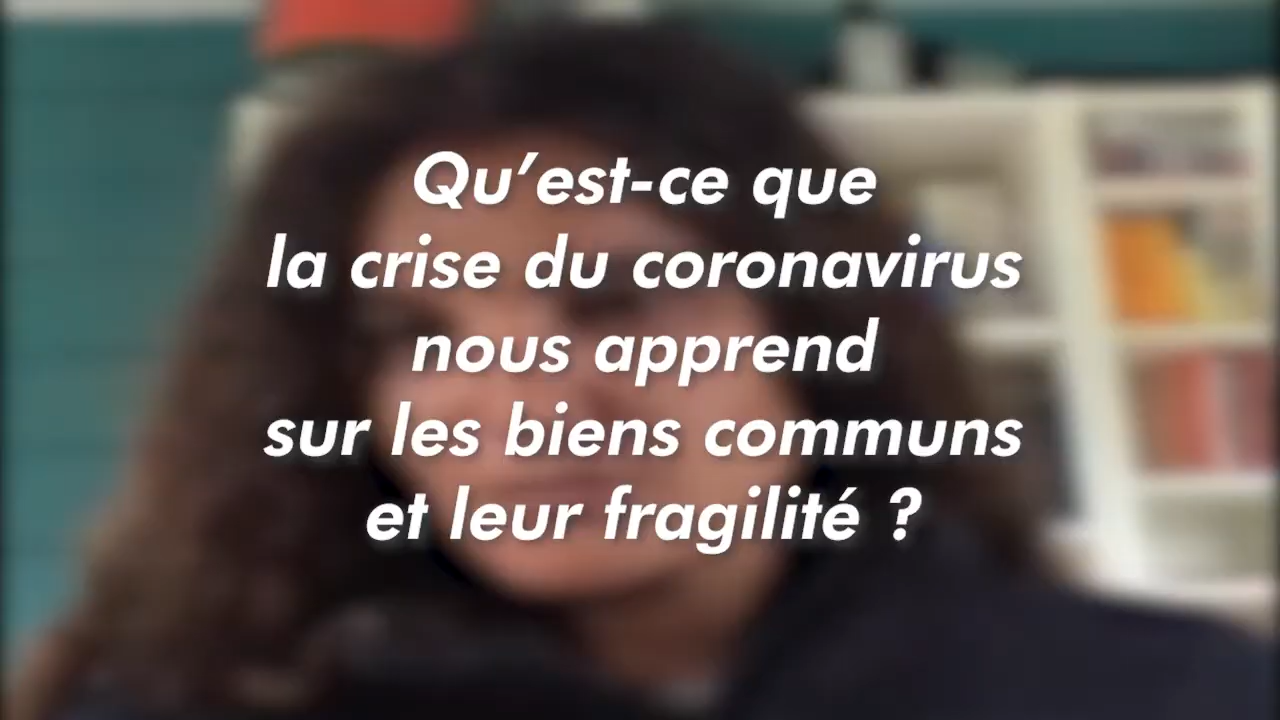 Qu’est-ce que
la crise du coronavirus
nous apprend
sur les biens communs
et leur fragilité ?